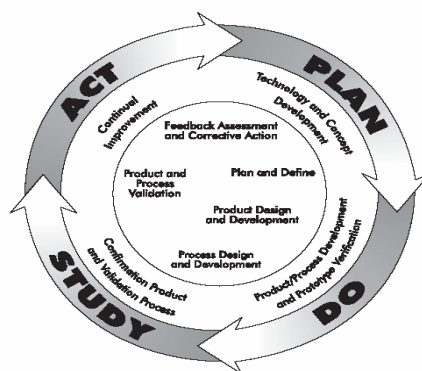 ACT
PLAN
DO
STUDY
Continual
Improvement
Technology and Concept
Development
Product/Process Development
and Prototype Verification
Confirmation Product
and Validation Process
Feedback Assessment
and Corrective Action
Plan and Define
Product and
Process
Validation
Product Design
and Development
Process Design
and Development